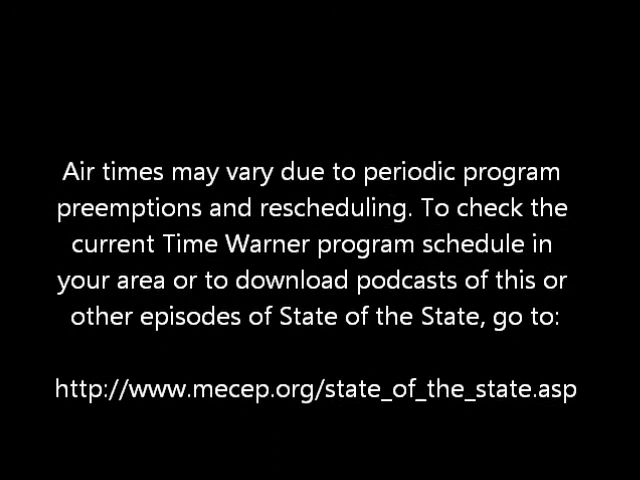 Air times may vary due to periodic program
preemptions and rescheduling. To check the
current Time Warner program schedule in
your area or to download podcasts of this or
other episodes of State of the State, go to:
http://www.mecep.org/state_of_the_state.asp